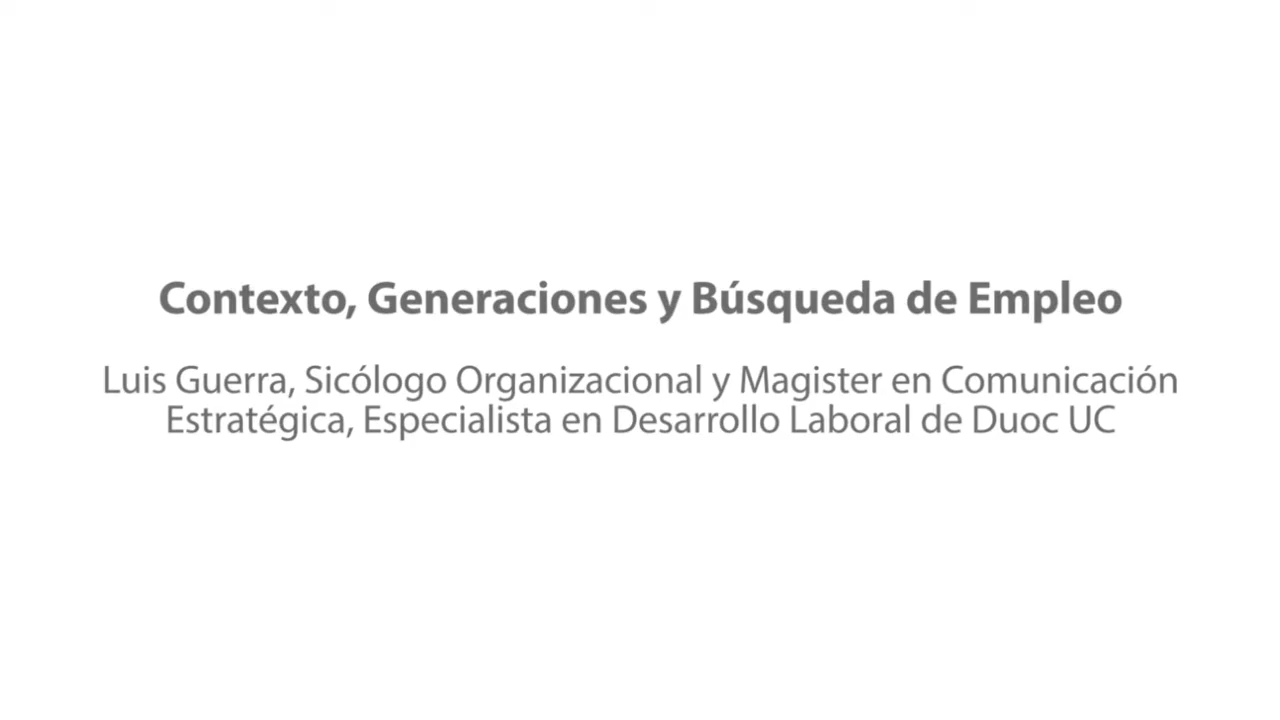 Contexto, Generaciones y Búsqueda de Empleo
Luis Guerra, Sicólogo Organizacional y Magister en Comunicación
Estratégica, Especialista en Desarrollo Laboral de Duoc UC